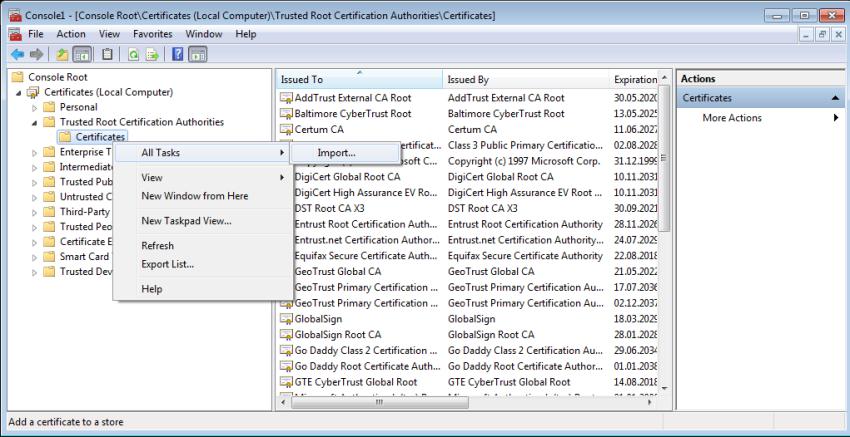 Console1 - [Console Root\Certificates (Local Computer)\Trusted Root Certification Authorities\Certificates]
File Action View Favorites Window Help
Console Root
Certificates (Local Computer)
Personal
Trusted Root Certification Authorities
Certificates
Enterprise T
Intermediate
Trusted Pub
Untrusted C
Third-Party
Trusted Peo
Certificate E
Smart Card
Trusted Dev
All Tasks
View
New Window from Here
New Taskpad View...
Refresh
Export List...
Help
Import...
Issued To Issued By Expiration
AddTrust External CA Root AddTrust External CA Root 30.05.2020
Baltimore CyberTrust Root Baltimore CyberTrust Root 13.05.2025
Certum CA Certum CA 11.06.2027
ertificat... Class 3 Public Primary Certificatio... 02.08.2028
Corp. Copyright (c) 1997 Microsoft Corp. 31.12.1999
DigiCert Global Root CA DigiCert Global Root CA 10.11.2031
DigiCert High Assurance EV Ro... DigiCert High Assurance EV Root ... 10.11.2031
DST Root CA X3 DST Root CA X3 30.09.2021
Entrust Root Certification Auth... Entrust Root Certification Authority 28.11.2026
Entrust.net Certification Author... Entrust.net Certification Authority... 24.07.2029
Equifax Secure Certificate Auth... Equifax Secure Certificate Authority 22.08.2018
GeoTrust Global CA GeoTrust Global CA 21.05.2022
GeoTrust Primary Certification ... GeoTrust Primary Certification Au... 17.07.2036
GeoTrust Primary Certification ... GeoTrust Primary Certification Au... 02.12.2037
GlobalSign GlobalSign 18.03.2029
GlobalSign Root CA GlobalSign Root CA 28.01.2028
Go Daddy Class 2 Certification ... Go Daddy Class 2 Certification Au... 29.06.2034
Go Daddy Root Certificate Author... Go Daddy Root Certificate Author... 01.01.2038
GTE CyberTrust Global Root GTE CyberTrust Global Root 14.08.2018
Actions
Certificates
More Actions
Add a certificate to a store